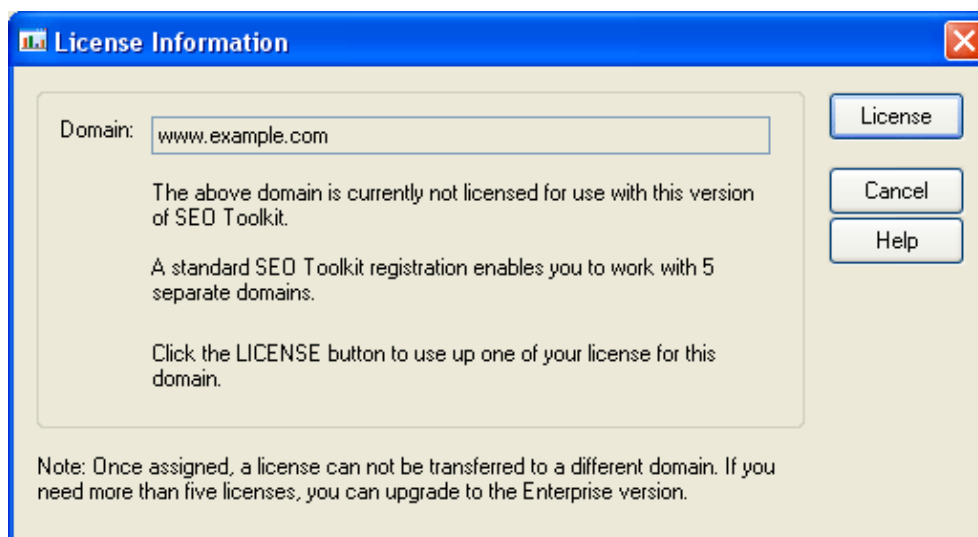 License Information
Domain: www.example.com
License
The above domain is currently not licensed for use with this version
of SEO Toolkit.
Cancel
Help
A standard SEO Toolkit registration enables you to work with 5
separate domains.
Click the LICENSE button to use up one of your license for this
domain.
Note: Once assigned, a license can not be transferred to a different domain. If you
need more than five licenses, you can upgrade to the Enterprise version.